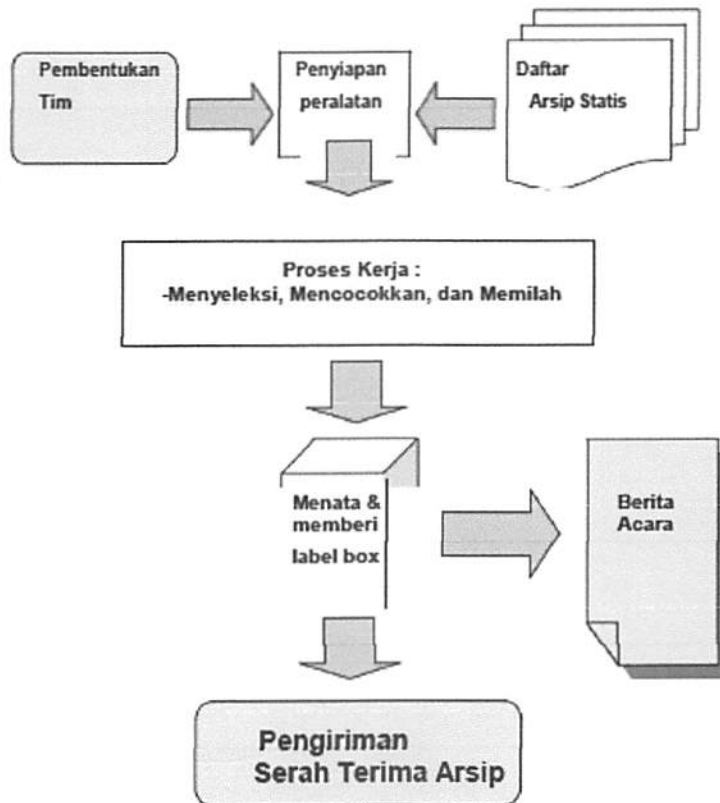 Pembentukan
Tim
Penyiapan
peralatan
Daftar
Arsip Statis
Proses Kerja :
-Menyeleksi, Mencocokkan, dan Memilah
Menata &
memberi
label box
Berita
Acara
Pengiriman
Serah Terima Arsip